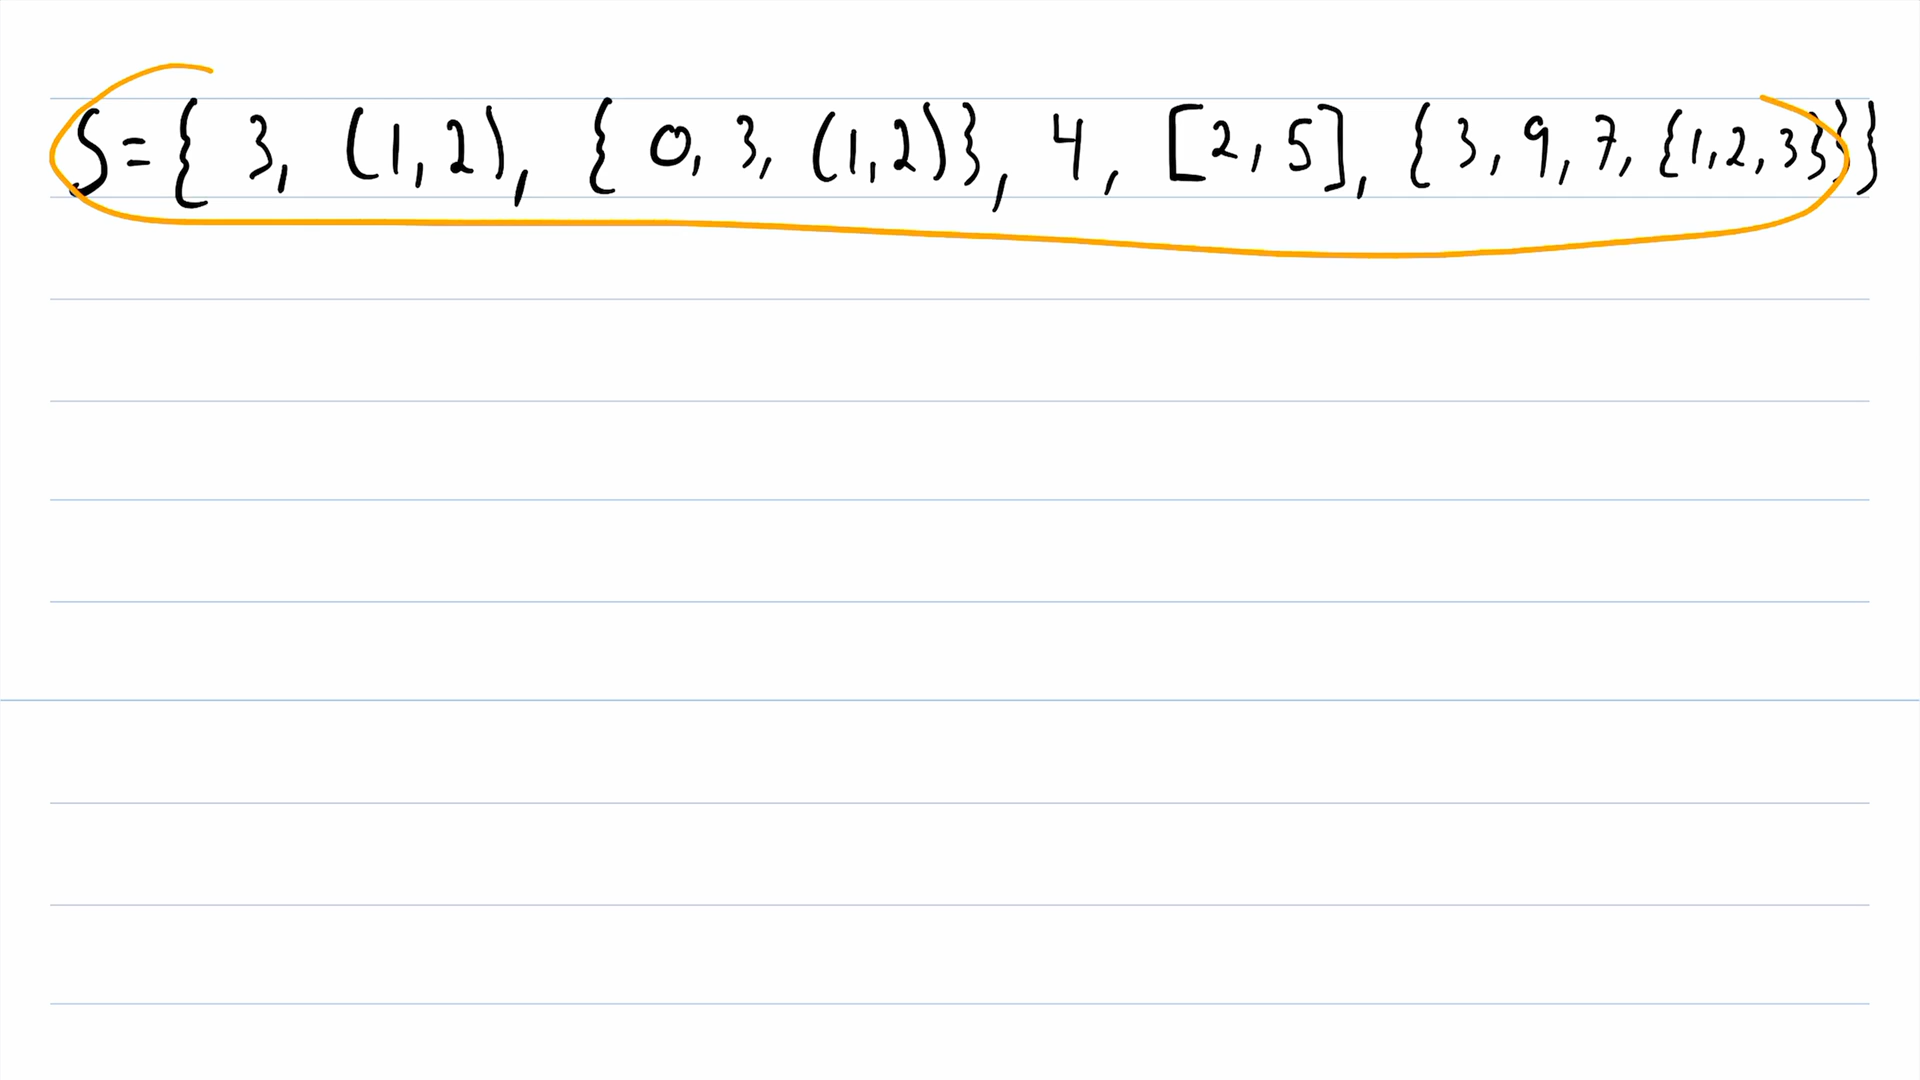 S={ 3, (1,2), { 0, 3, (1,2)}, 4, [2,5], {3,9,7,{1,2,3}}}